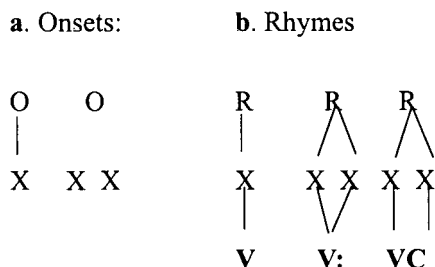 a. Onsets: b. Rhymes
O O R R R
X X X X X X X X
V V: VC